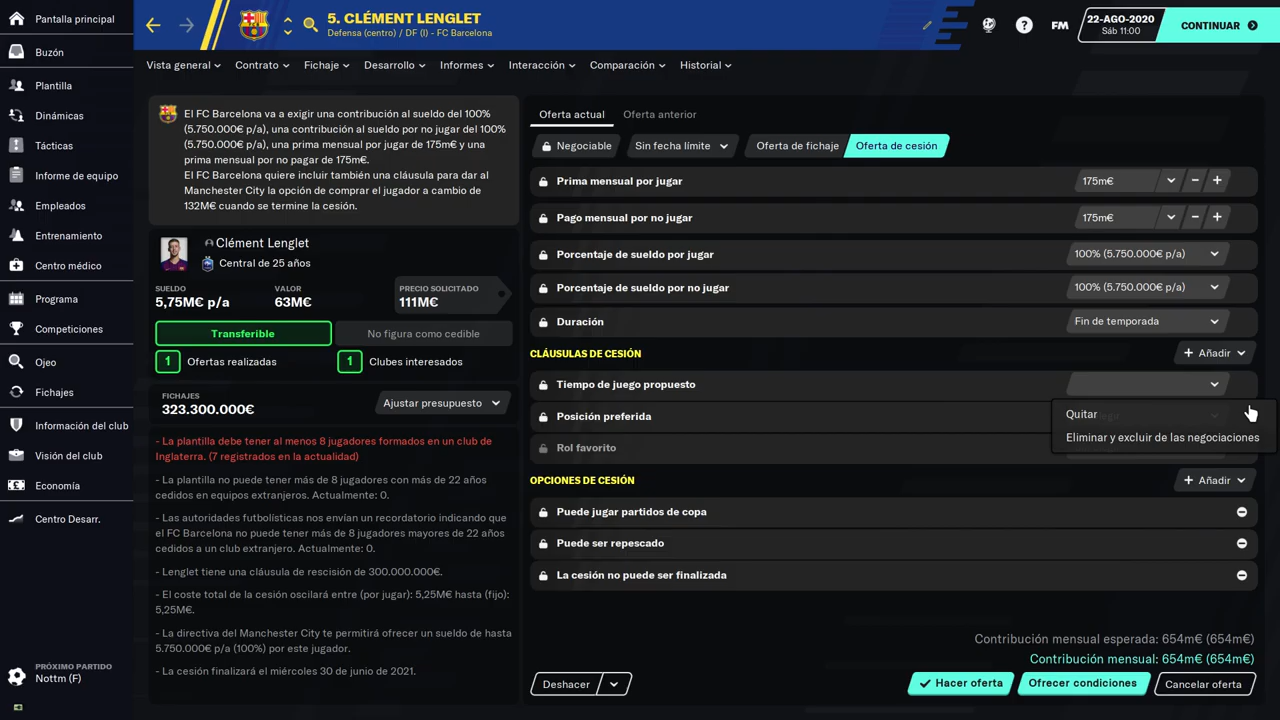 Pantalla principal
Buzón
Plantilla
Dinámicas
Tácticas
Informe de equipo
Empleados
Entrenamiento
Centro médico
Programa
Competiciones
Ojeo
Fichajes
Información del club
Visión del club
Economía
Centro Desarr.
PRÓXIMO PARTIDO
Nottm (F)
5. CLÉMENT LENGLET
Defensa (centro) / DF (I) - FC Barcelona
FM
22-AGO-2020
Sáb 11:00
CONTINUAR
Vista general
Contrato
Fichaje
Desarrollo
Informes
Interacción
Comparación
Historial
El FC Barcelona va a exigir una contribución al sueldo del 100%
(5.750.000€ p/a), una contribución al sueldo por no jugar del 100%
(5.750.000€ p/a), una prima mensual por jugar de 175m€ y una
prima mensual por no pagar de 175m€.
El FC Barcelona quiere incluir también una cláusula para dar al
Manchester City la opción de comprar el jugador a cambio de
132M€ cuando se termine la cesión.
Clément Lenglet
Central de 25 años
SUELDO
5,75M€ p/a
VALOR
63M€
PRECIO SOLICITADO
111M€
Transferible
No figura como cedible
1 Ofertas realizadas
1 Clubes interesados
FICHAJES
323.300.000€
Ajustar presupuesto
- La plantilla debe tener al menos 8 jugadores formados en un club de
Inglaterra. (7 registrados en la actualidad)
- La plantilla no puede tener más de 8 jugadores con más de 22 años
cedidos en equipos extranjeros. Actualmente: 0.
- Las autoridades futbolísticas nos envían un recordatorio indicando que
el FC Barcelona no puede tener más de 8 jugadores mayores de 22 años
cedidos a un club extranjero. Actualmente: 0.
- Lenglet tiene una cláusula de rescisión de 300.000.000€.
- El coste total de la cesión oscilará entre (por jugar): 5,25M€ hasta (fijo):
5,25M€.
- La directiva del Manchester City te permitirá ofrecer un sueldo de hasta
5.750.000€ p/a (100%) por este jugador.
- La cesión finalizará el miércoles 30 de junio de 2021.
Oferta actual
Oferta anterior
Negociable
Sin fecha límite
Oferta de fichaje
Oferta de cesión
Prima mensual por jugar
175m€
Pago mensual por no jugar
175m€
Porcentaje de sueldo por jugar
100% (5.750.000€ p/a)
Porcentaje de sueldo por no jugar
100% (5.750.000€ p/a)
Duración
Fin de temporada
CLÁUSULAS DE CESIÓN
Añadir
Tiempo de juego propuesto
Posición preferida
Rol favorito
Quitar
Eliminar y excluir de las negociaciones
OPCIONES DE CESIÓN
Añadir
Puede jugar partidos de copa
Puede ser repescado
La cesión no puede ser finalizada
Contribución mensual esperada: 654m€ (654m€)
Contribución mensual: 654m€ (654m€)
Deshacer
Hacer oferta
Ofrecer condiciones
Cancelar oferta